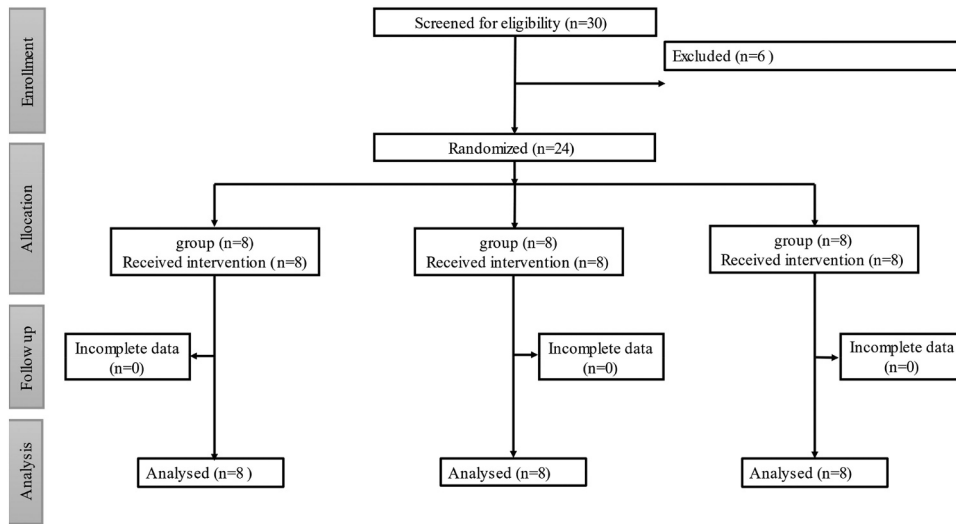 Enrollment
Screened for eligibility (n=30)
Excluded (n=6 )
Randomized (n=24)
Allocation
group (n=8)
Received intervention (n=8)
group (n=8)
Received intervention (n=8)
group (n=8)
Received intervention (n=8)
Follow up
Incomplete data
(n=0)
Incomplete data
(n=0)
Incomplete data
(n=0)
Analysis
Analysed (n=8 )
Analysed (n=8)
Analysed (n=8)